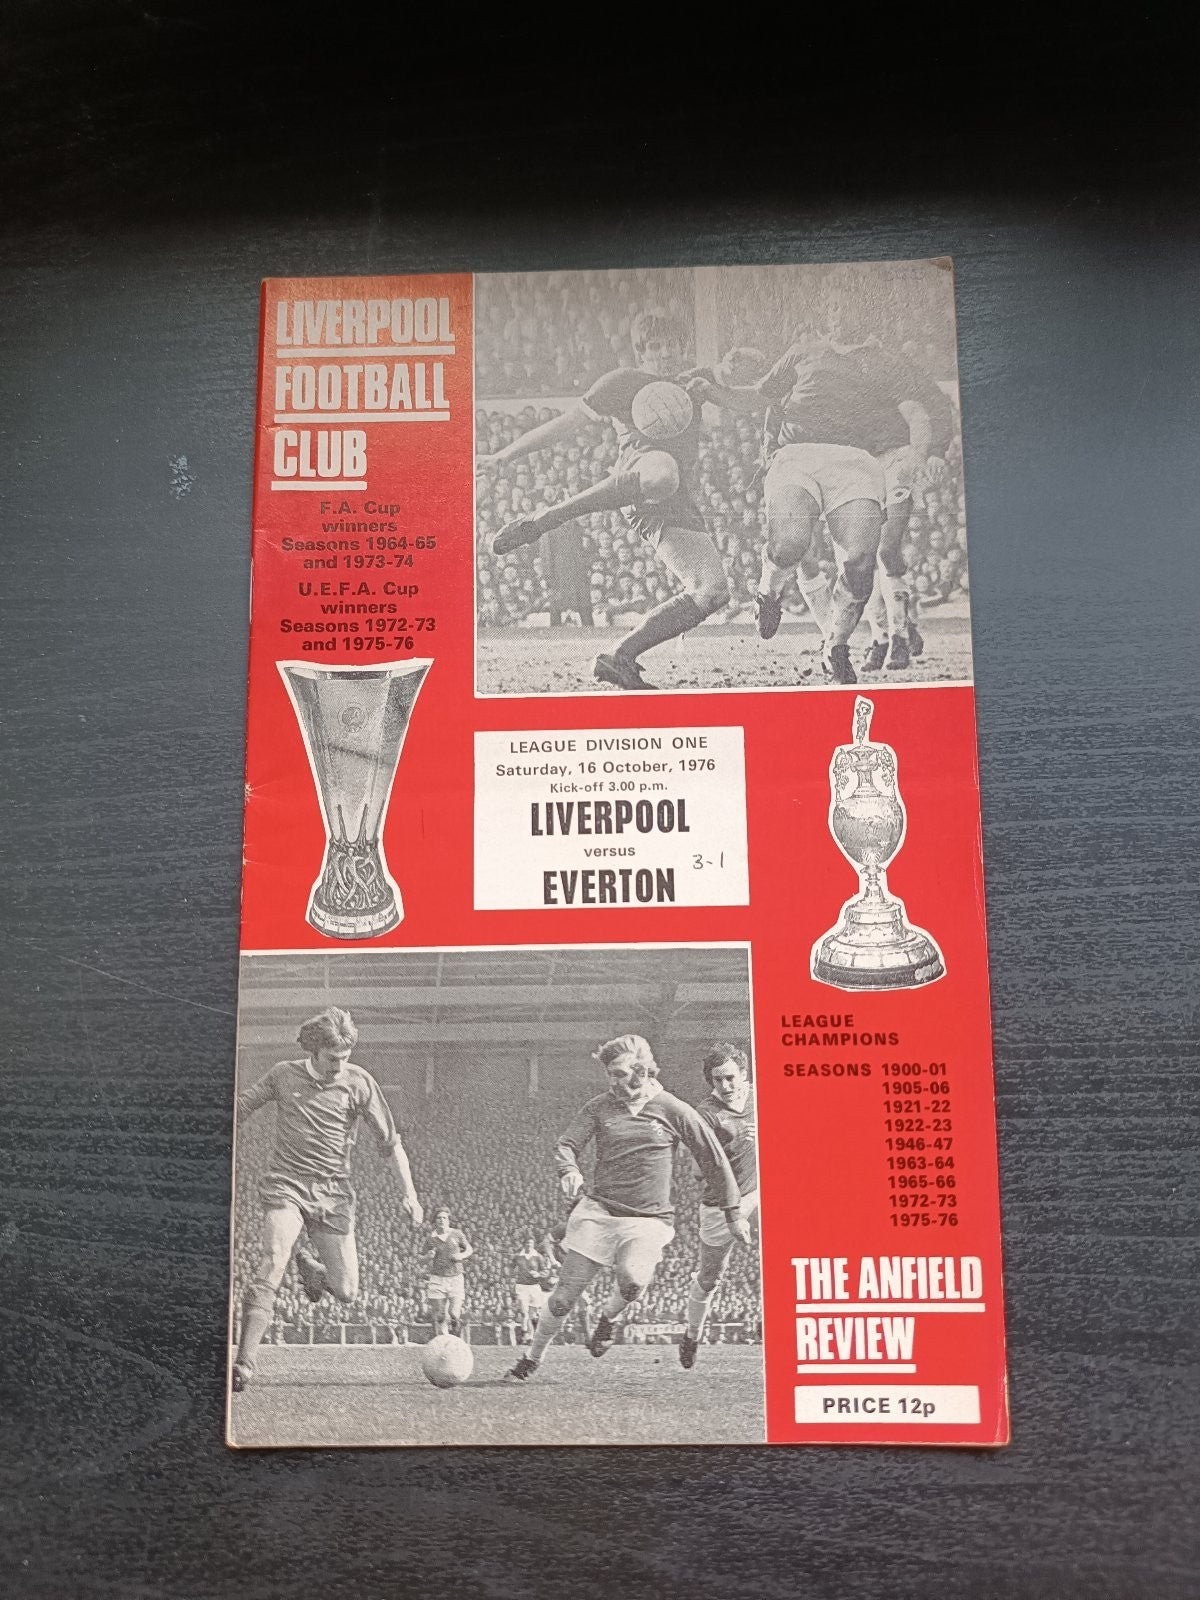 LIVERPOOL
FOOTBALL
CLUB
F.A. Cup
winners
Seasons 1964-65
and 1973-74
U.E.F.A. Cup
winners
Seasons 1972-73
and 1975-76
LEAGUE DIVISION ONE
Saturday, 16 October, 1976
Kick-off 3.00 p.m.
LIVERPOOL
versus
EVERTON
3-1
LEAGUE
CHAMPIONS
SEASONS 1900-01
1905-06
1921-22
1922-23
1946-47
1963-64
1965-66
1972-73
1975-76
THE ANFIELD
REVIEW
PRICE 12p